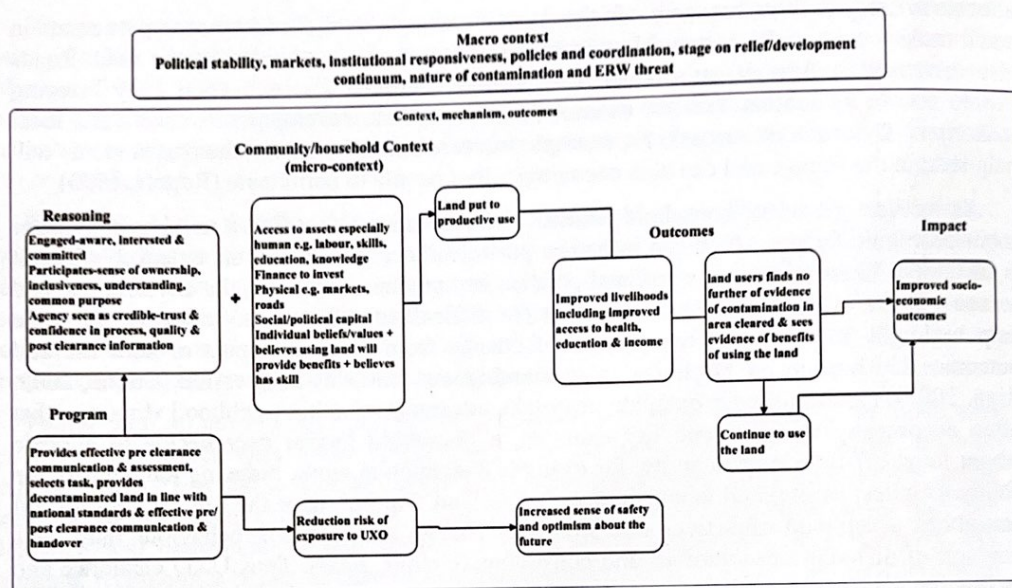 Macro context
Political stability, markets, institutional responsiveness, policies and coordination, stage on relief/development
continuum, nature of contamination and ERW threat
Context, mechanism, outcomes
Community/household Context
(micro-context)
Reasoning
Engaged-aware, interested &
committed
Participates-sense of ownership,
inclusiveness, understanding,
common purpose
Agency seen as credible-trust &
confidence in process, quality &
post clearance information
+
Access to assets especially
human e.g. labour, skills,
education, knowledge
Finance to invest
Physical e.g. markets,
roads
Social/political capital
individual beliefs/values +
believes using land will
provide benefits + believes
has skill
Land put to
productive use
Outcomes
Improved livelihoods
including improved
access to health,
education & income
land users finds no
further of evidence
of contamination in
area cleared & sees
evidence of benefits
of using the land
Impact
Improved socio-
economic
outcomes
Continue to use
the land
Program
Provides effective pre clearance
communication & assessment,
selects task, provides
decontaminated land in line with
national standards & effective pre/
post clearance communication &
handover
Reduction risk of
exposure to UXO
Increased sense of safety
and optimism about the
future